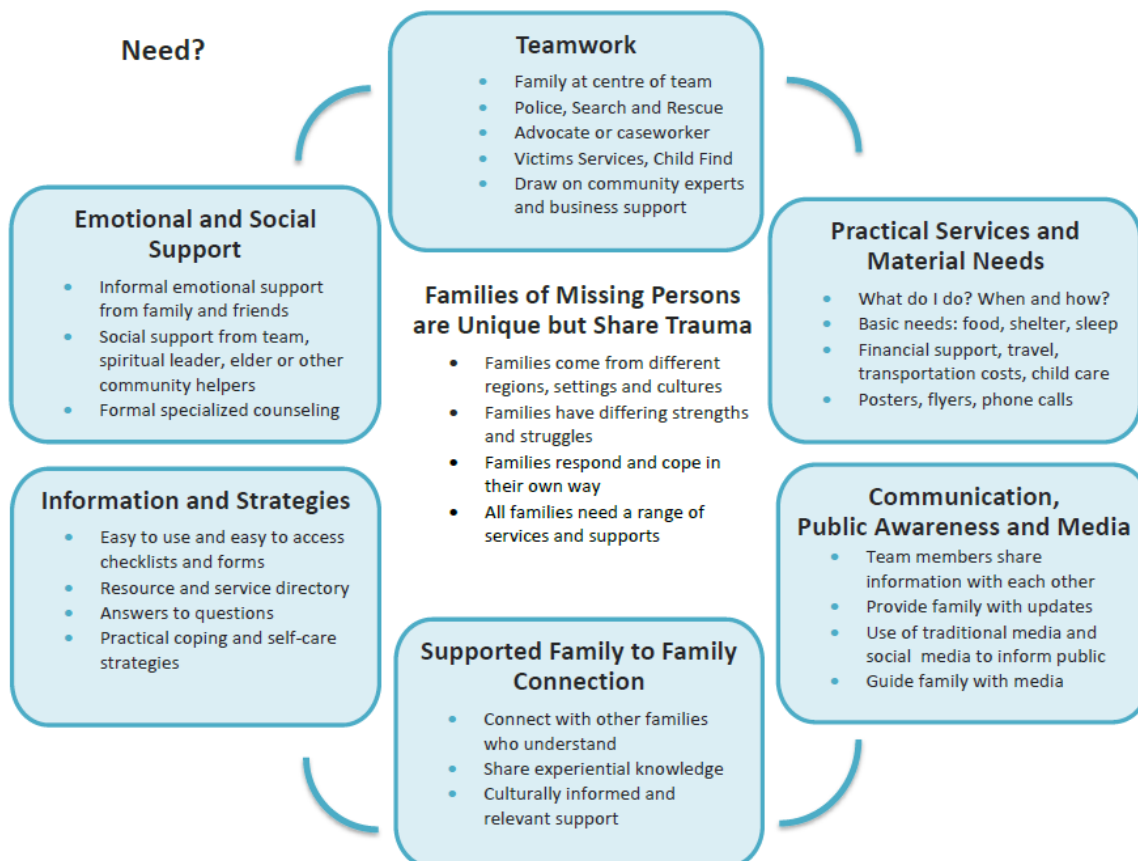 Need?
Teamwork
• Family at centre of team
• Police, Search and Rescue
• Advocate or caseworker
• Victims Services, Child Find
• Draw on community experts
and business support
Emotional and Social
Support
• Informal emotional support
from family and friends
• Social support from team,
spiritual leader, elder or other
community helpers
• Formal specialized counseling
Families of Missing Persons
are Unique but Share Trauma
• Families come from different
regions, settings and cultures
• Families have differing strengths
and struggles
• Families respond and cope in
their own way
• All families need a range of
services and supports
Practical Services and
Material Needs
• What do I do? When and how?
• Basic needs: food, shelter, sleep
• Financial support, travel,
transportation costs, child care
• Posters, flyers, phone calls
Information and Strategies
• Easy to use and easy to access
checklists and forms
• Resource and service directory
• Answers to questions
• Practical coping and self-care
strategies
Communication,
Public Awareness and Media
• Team members share
information with each other
• Provide family with updates
• Use of traditional media and
social media to inform public
• Guide family with media
Supported Family to Family
Connection
• Connect with other families
who understand
• Share experiential knowledge
• Culturally informed and
relevant support